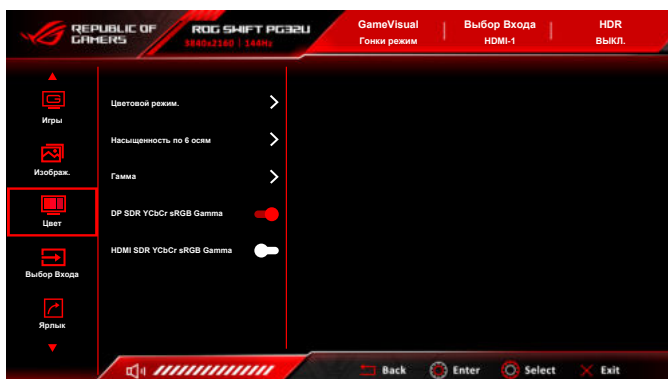 REPUBLIC OF
GAMERS
ROG SWIFT PG32U
3840x2160 | 144Hz
GameVisual
Гонки режим
Выбор Входа
HDMI-1
HDR
ВЫКЛ.
Игры
Изображ.
Цвет
Выбор Входа
Ярлык
Цветовой режим.
Насыщенность по 6 осям
Гамма
DP SDR YCbCr sRGB Gamma
HDMI SDR YCbCr sRGB Gamma
Back
Enter
Select
Exit